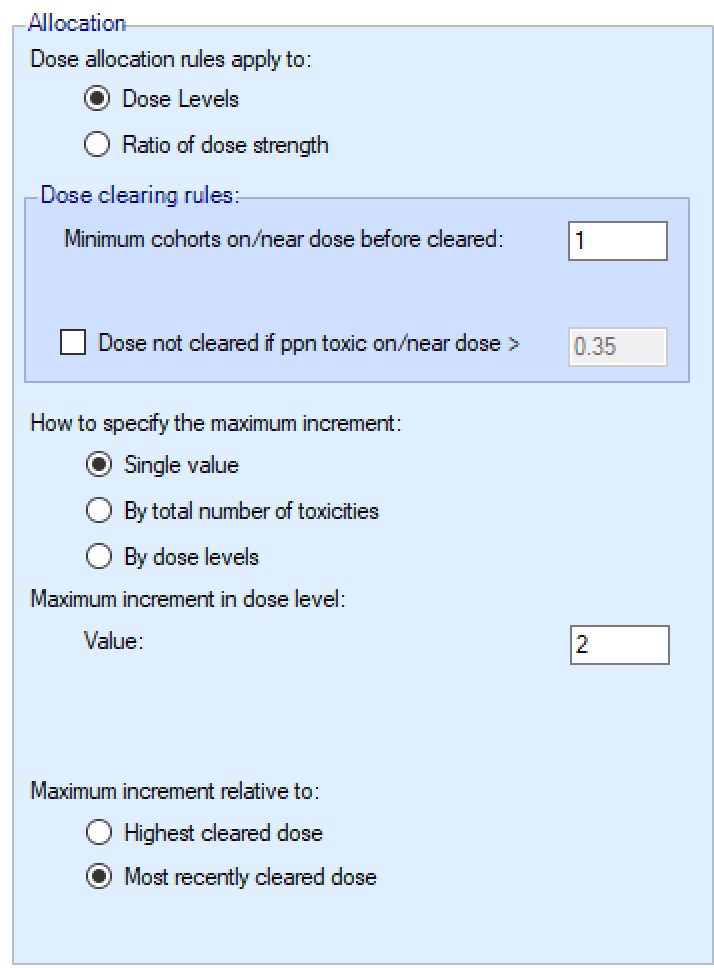 Allocation
Dose allocation rules apply to:
Dose Levels
Ratio of dose strength
Dose clearing rules:
Minimum cohorts on/near dose before cleared: 1
Dose not cleared if ppn toxic on/near dose > 0.35
How to specify the maximum increment:
Single value
By total number of toxicities
By dose levels
Maximum increment in dose level:
Value: 2
Maximum increment relative to:
Highest cleared dose
Most recently cleared dose